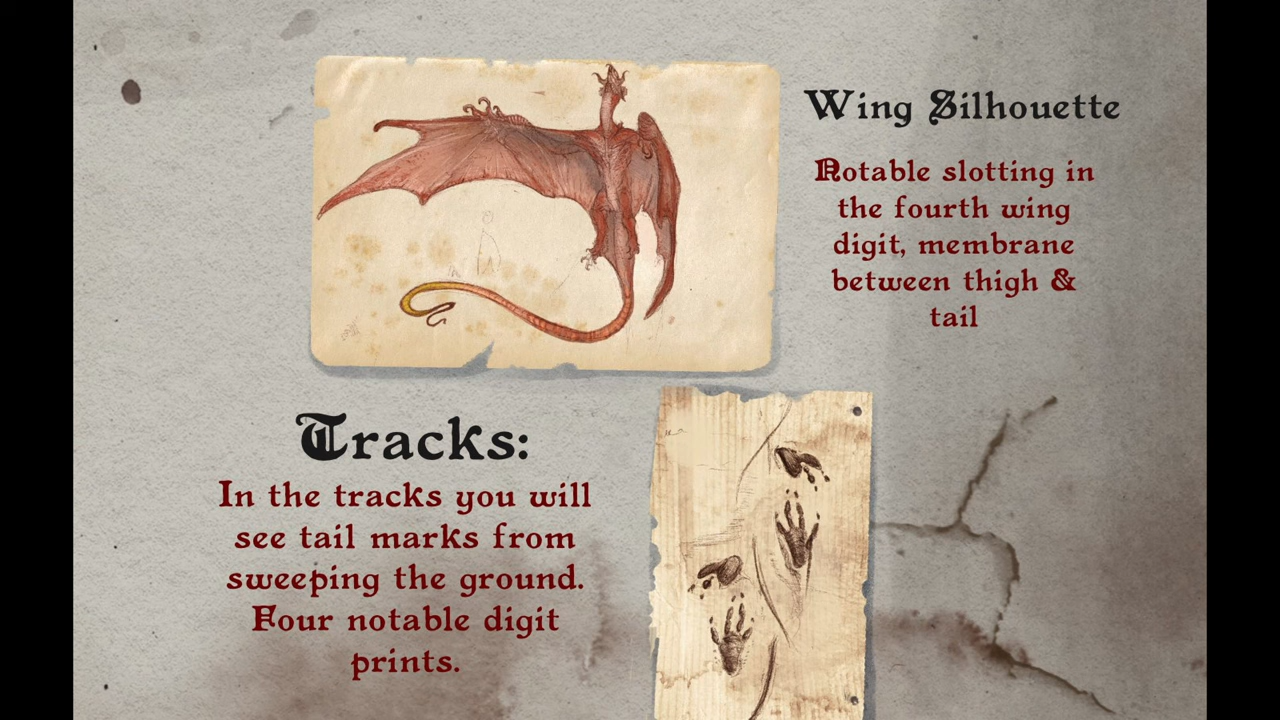 Wing Silhouette
Notable slotting in
the fourth wing
digit, membrane
between thigh &
tail
Tracks:
In the tracks you will
see tail marks from
sweeping the ground.
Four notable digit
prints.